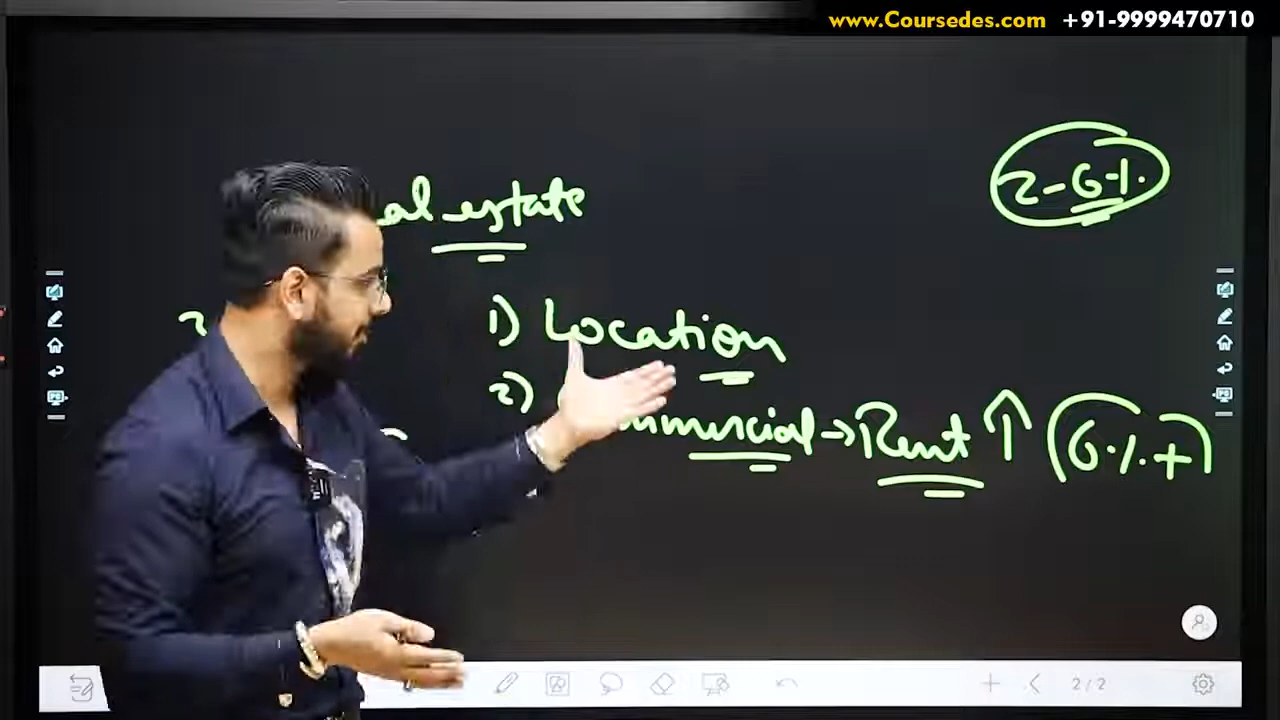 www.Coursedes.com +91-9999470710
2-6%
al estate
1) Location
2) mmercial → Rent ↑ (6%+)
2/2